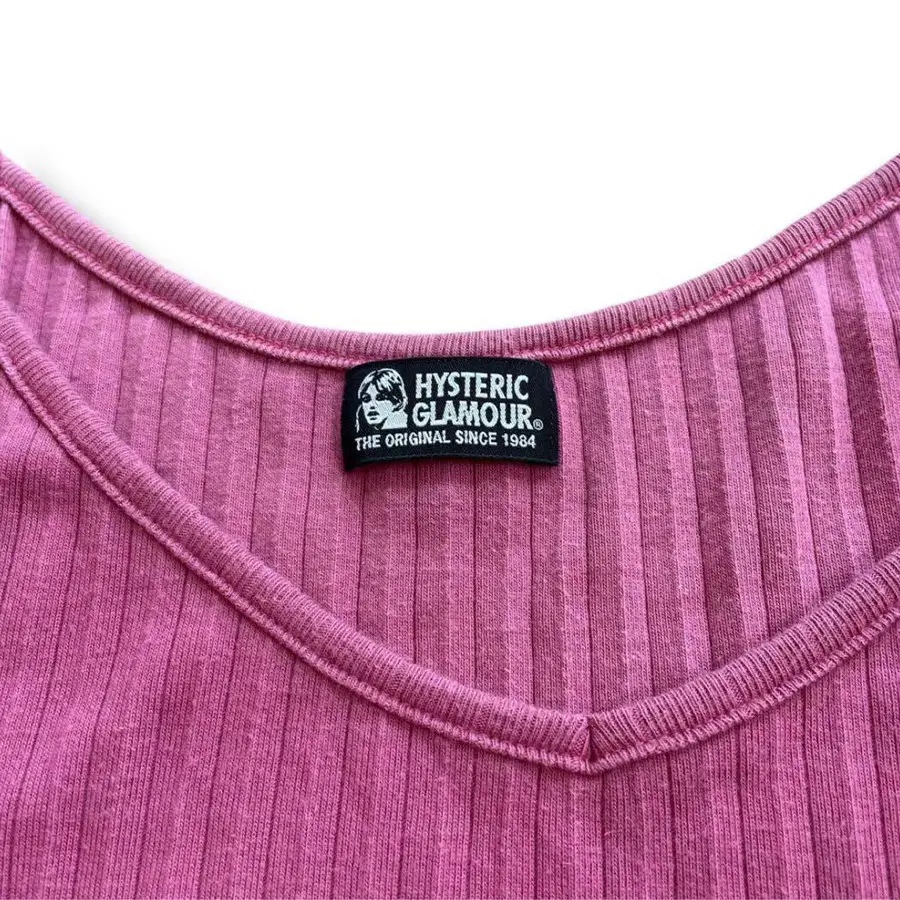 HYSTERIC
GLAMOUR®
THE ORIGINAL SINCE 1984